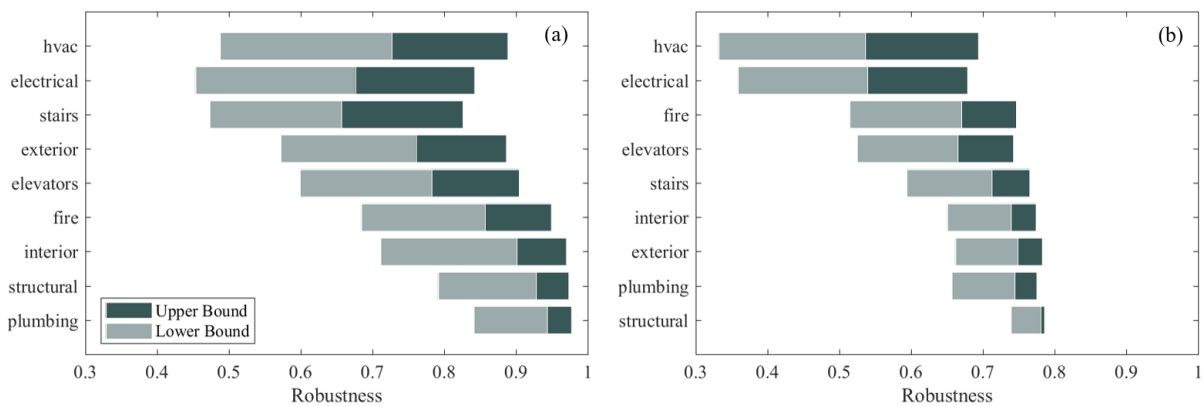 (a)
hvac
electrical
stairs
exterior
elevators
fire
interior
structural
plumbing
Upper Bound
Lower Bound
0.3 0.4 0.5 0.6 0.7 0.8 0.9 1
Robustness
(b)
hvac
electrical
fire
elevators
stairs
interior
exterior
plumbing
structural
0.3 0.4 0.5 0.6 0.7 0.8 0.9 1
Robustness